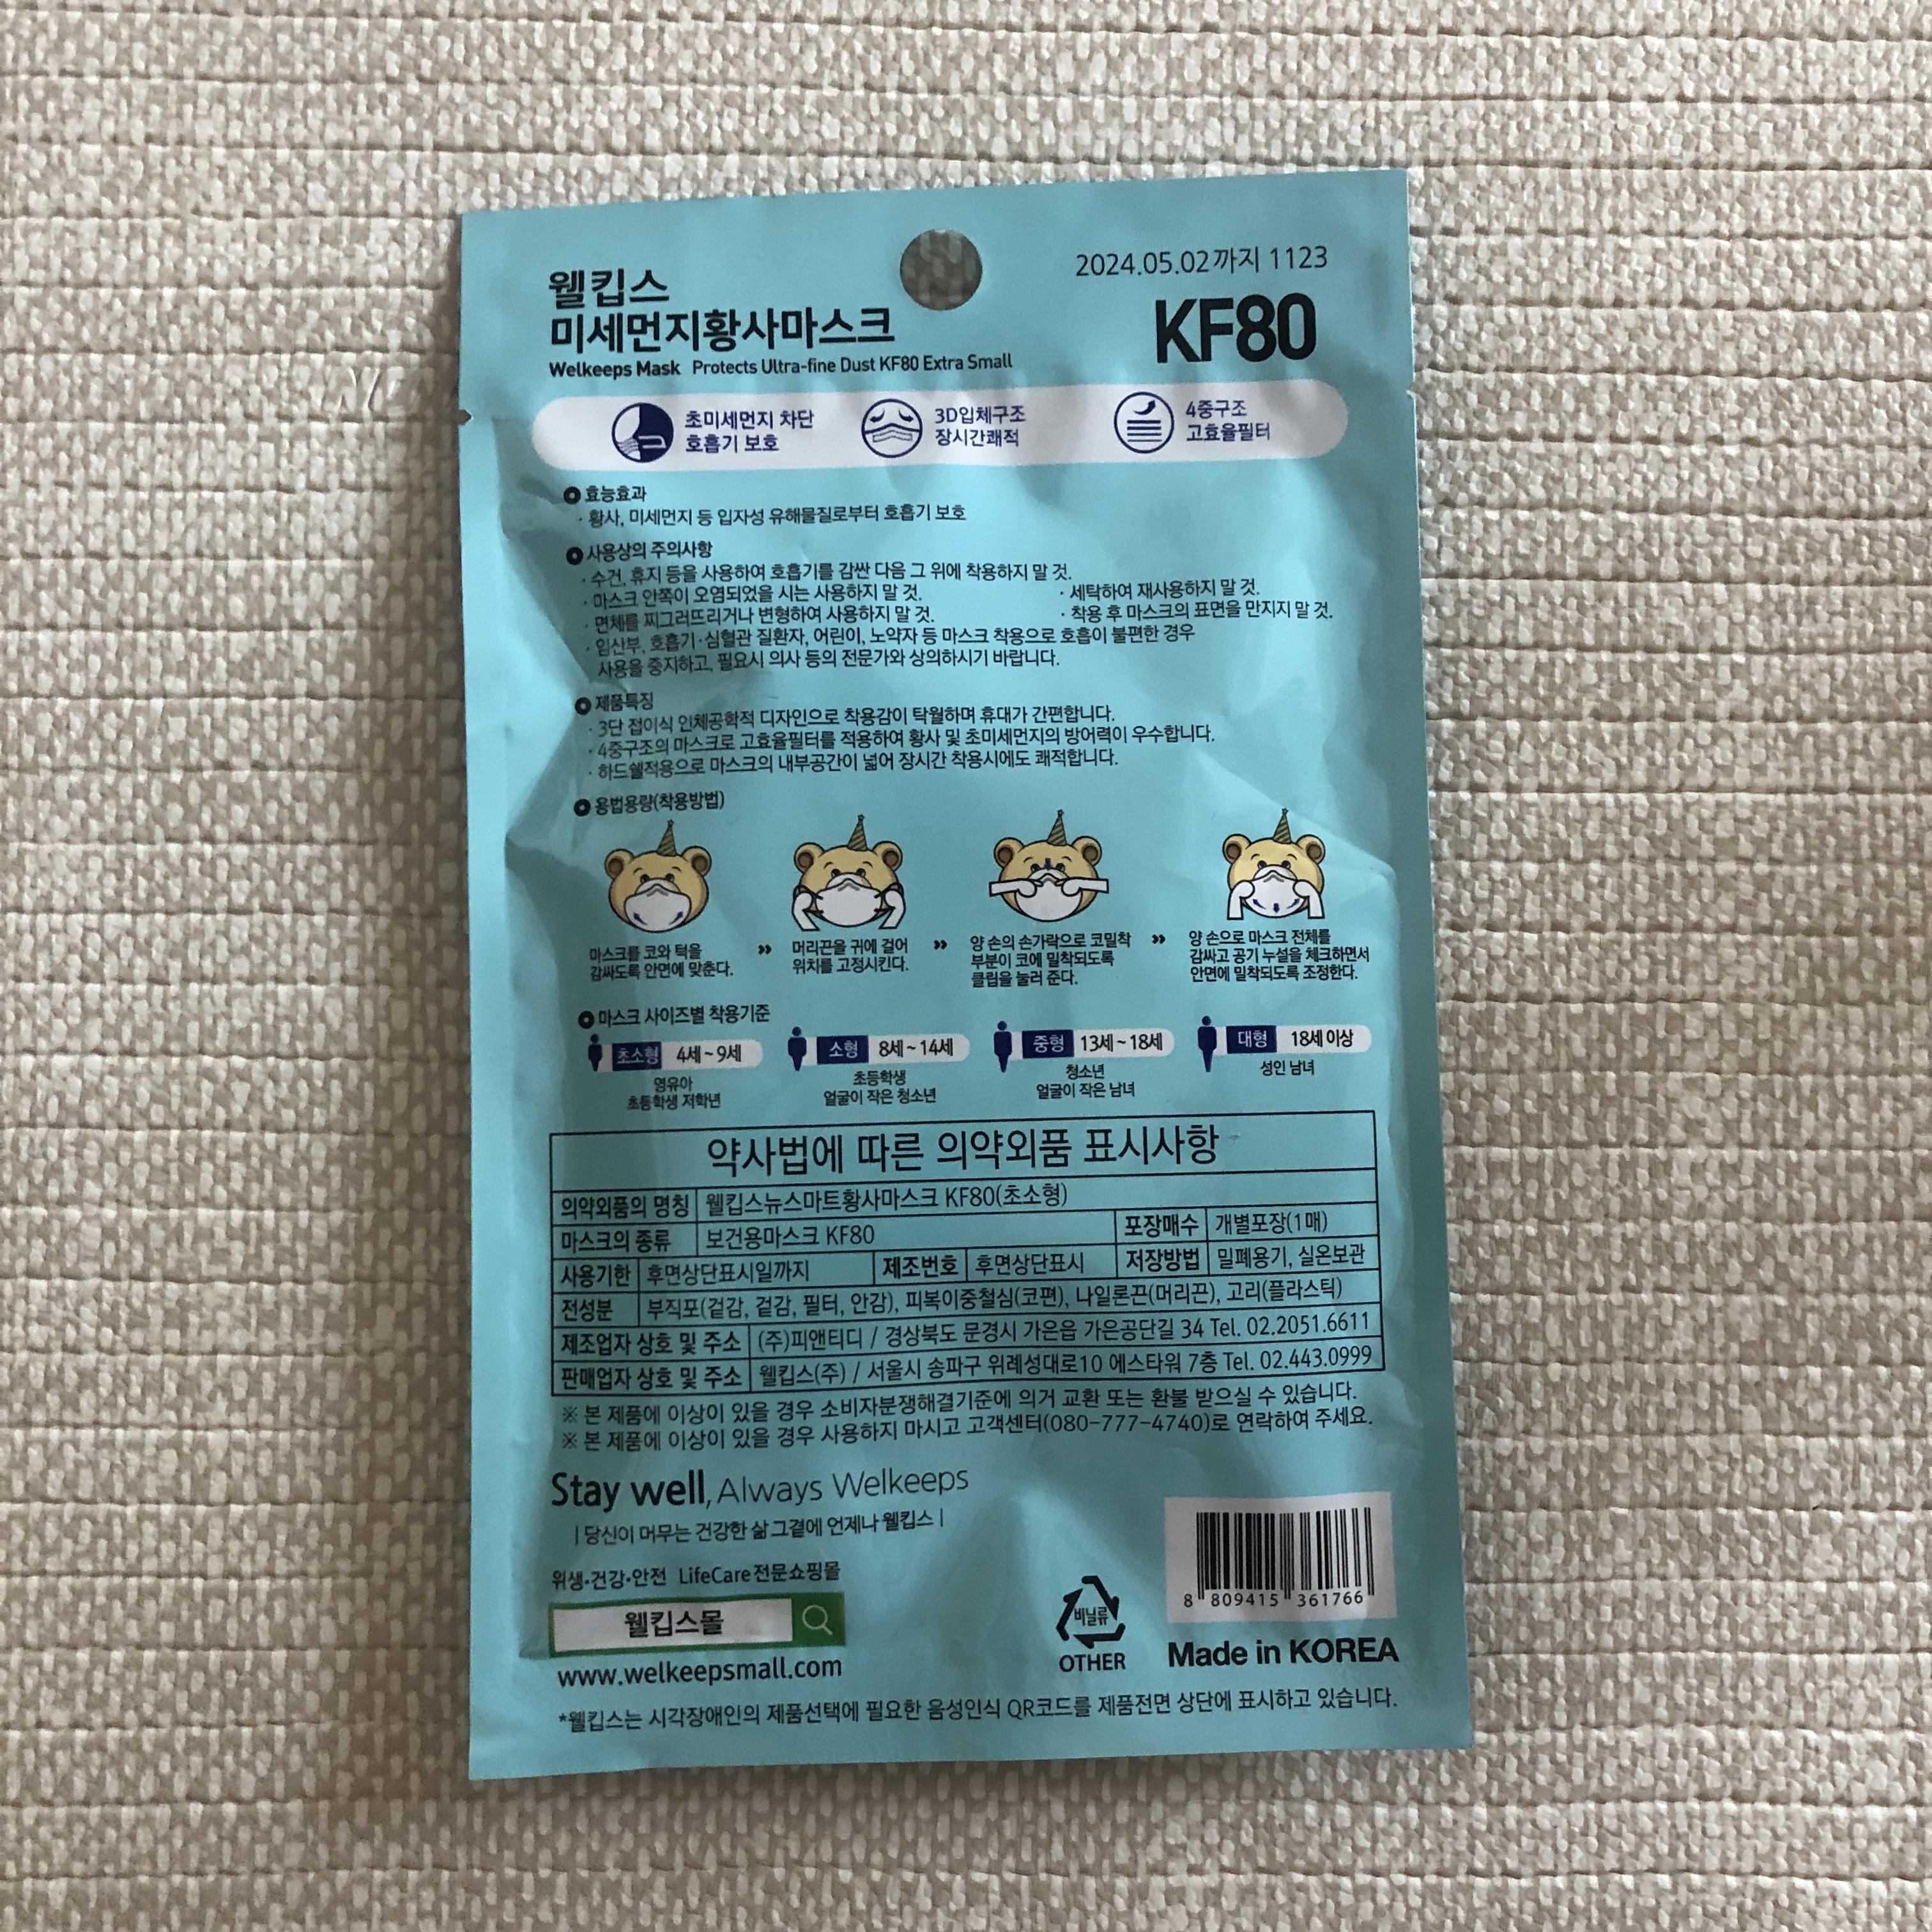 웰킵스
미세먼지황사마스크
Welkeeps Mask Protects Ultra-fine Dust KF80 Extra Small
2024.05.02까지 1123
KF80
초미세먼지 차단
호흡기 보호
3D입체구조
장시간쾌적
4중구조
고효율필터
효능효과
· 황사, 미세먼지 등 입자성 유해물질로부터 호흡기 보호
사용상의 주의사항
· 수건, 휴지 등을 사용하여 호흡기를 감싼 다음 그 위에 착용하지 말 것.
· 마스크 안쪽이 오염되었을 시는 사용하지 말 것. · 세탁하여 재사용하지 말 것.
· 면체를 찌그러뜨리거나 변형하여 사용하지 말 것. · 착용 후 마스크의 표면을 만지지 말 것.
· 임산부, 호흡기·심혈관 질환자, 어린이, 노약자 등 마스크 착용으로 호흡이 불편한 경우
사용을 중지하고, 필요시 의사 등의 전문가와 상의하시기 바랍니다.
제품특징
· 3단 접이식 인체공학적 디자인으로 착용감이 탁월하며 휴대가 간편합니다.
· 4중구조의 마스크로 고효율필터를 적용하여 황사 및 초미세먼지의 방어력이 우수합니다.
· 하드쉘적용으로 마스크의 내부공간이 넓어 장시간 착용시에도 쾌적합니다.
용법용량(착용방법)
마스크를 코와 턱을
감싸도록 안면에 맞춘다.
»
머리끈을 귀에 걸어
위치를 고정시킨다.
»
양 손의 손가락으로 코밀착
부분이 코에 밀착되도록
클립을 눌러 준다.
»
양 손으로 마스크 전체를
감싸고 공기 누설을 체크하면서
안면에 밀착되도록 조정한다.
마스크 사이즈별 착용기준
초소형 4세~9세
영유아
초등학생 저학년
소형 8세~14세
초등학생
얼굴이 작은 청소년
중형 13세~18세
청소년
얼굴이 작은 남녀
대형 18세 이상
성인 남녀
약사법에 따른 의약외품 표시사항
의약외품의 명칭 웰킵스뉴스마트황사마스크 KF80(초소형)
마스크의 종류 보건용마스크 KF80 포장매수 개별포장(1매)
사용기한 후면상단표시일까지 제조번호 후면상단표시 저장방법 밀폐용기, 실온보관
전성분 부직포(겉감, 겉감, 필터, 안감), 피복이중철심(코편), 나일론끈(머리끈), 고리(플라스틱)
제조업자 상호 및 주소 (주)피앤티디 / 경상북도 문경시 가은읍 가은공단길 34 Tel. 02.2051.6611
판매업자 상호 및 주소 웰킵스(주) / 서울시 송파구 위례성대로10 에스타워 7층 Tel. 02.443.0999
※ 본 제품에 이상이 있을 경우 소비자분쟁해결기준에 의거 교환 또는 환불 받으실 수 있습니다.
※ 본 제품에 이상이 있을 경우 사용하지 마시고 고객센터(080-777-4740)로 연락하여 주세요.
Stay well, Always Welkeeps
| 당신이 머무는 건강한 삶 그곁에 언제나 웰킵스 |
위생·건강·안전 LifeCare전문쇼핑몰
웰킵스몰
www.welkeepsmall.com
비닐류
OTHER
8 809415 361766
Made in KOREA
*웰킵스는 시각장애인의 제품선택에 필요한 음성인식 QR코드를 제품전면 상단에 표시하고 있습니다.